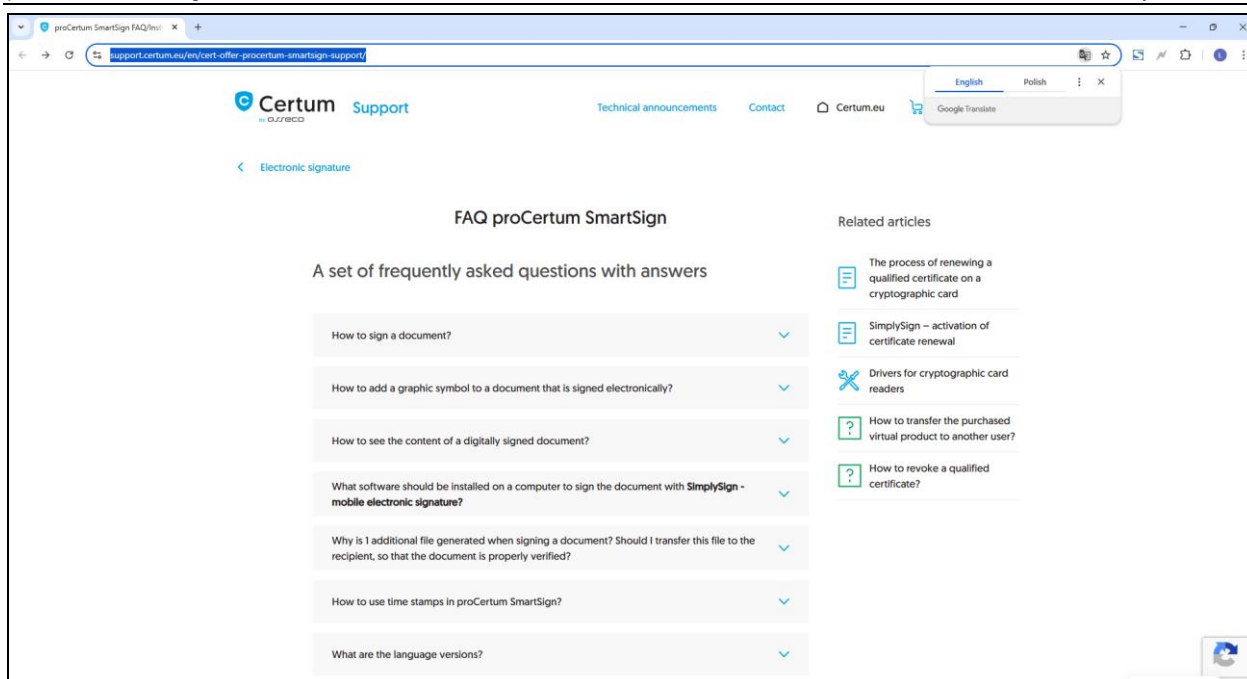 proCertum SmartSign FAQ/Inst
support.certum.eu/en/cert-offer-procertum-smartsign-support/
English
Polish
Google Translate
Certum
by asseco
Support
Technical announcements
Contact
Certum.eu
Electronic signature
FAQ proCertum SmartSign
A set of frequently asked questions with answers
How to sign a document?
How to add a graphic symbol to a document that is signed electronically?
How to see the content of a digitally signed document?
What software should be installed on a computer to sign the document with SimplySign -
mobile electronic signature?
Why is 1 additional file generated when signing a document? Should I transfer this file to the
recipient, so that the document is properly verified?
How to use time stamps in proCertum SmartSign?
What are the language versions?
Related articles
The process of renewing a
qualified certificate on a
cryptographic card
SimplySign – activation of
certificate renewal
Drivers for cryptographic card
readers
How to transfer the purchased
virtual product to another user?
How to revoke a qualified
certificate?